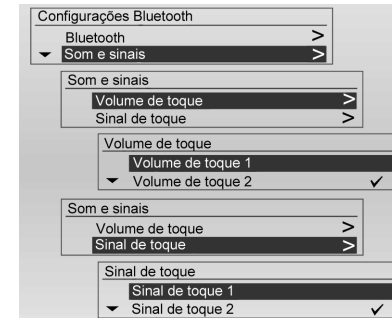 Configurações Bluetooth
Bluetooth >
Som e sinais >
Som e sinais
Volume de toque >
Sinal de toque >
Volume de toque
Volume de toque 1
Volume de toque 2 ✓
Som e sinais
Volume de toque >
Sinal de toque >
Sinal de toque
Sinal de toque 1
Sinal de toque 2 ✓